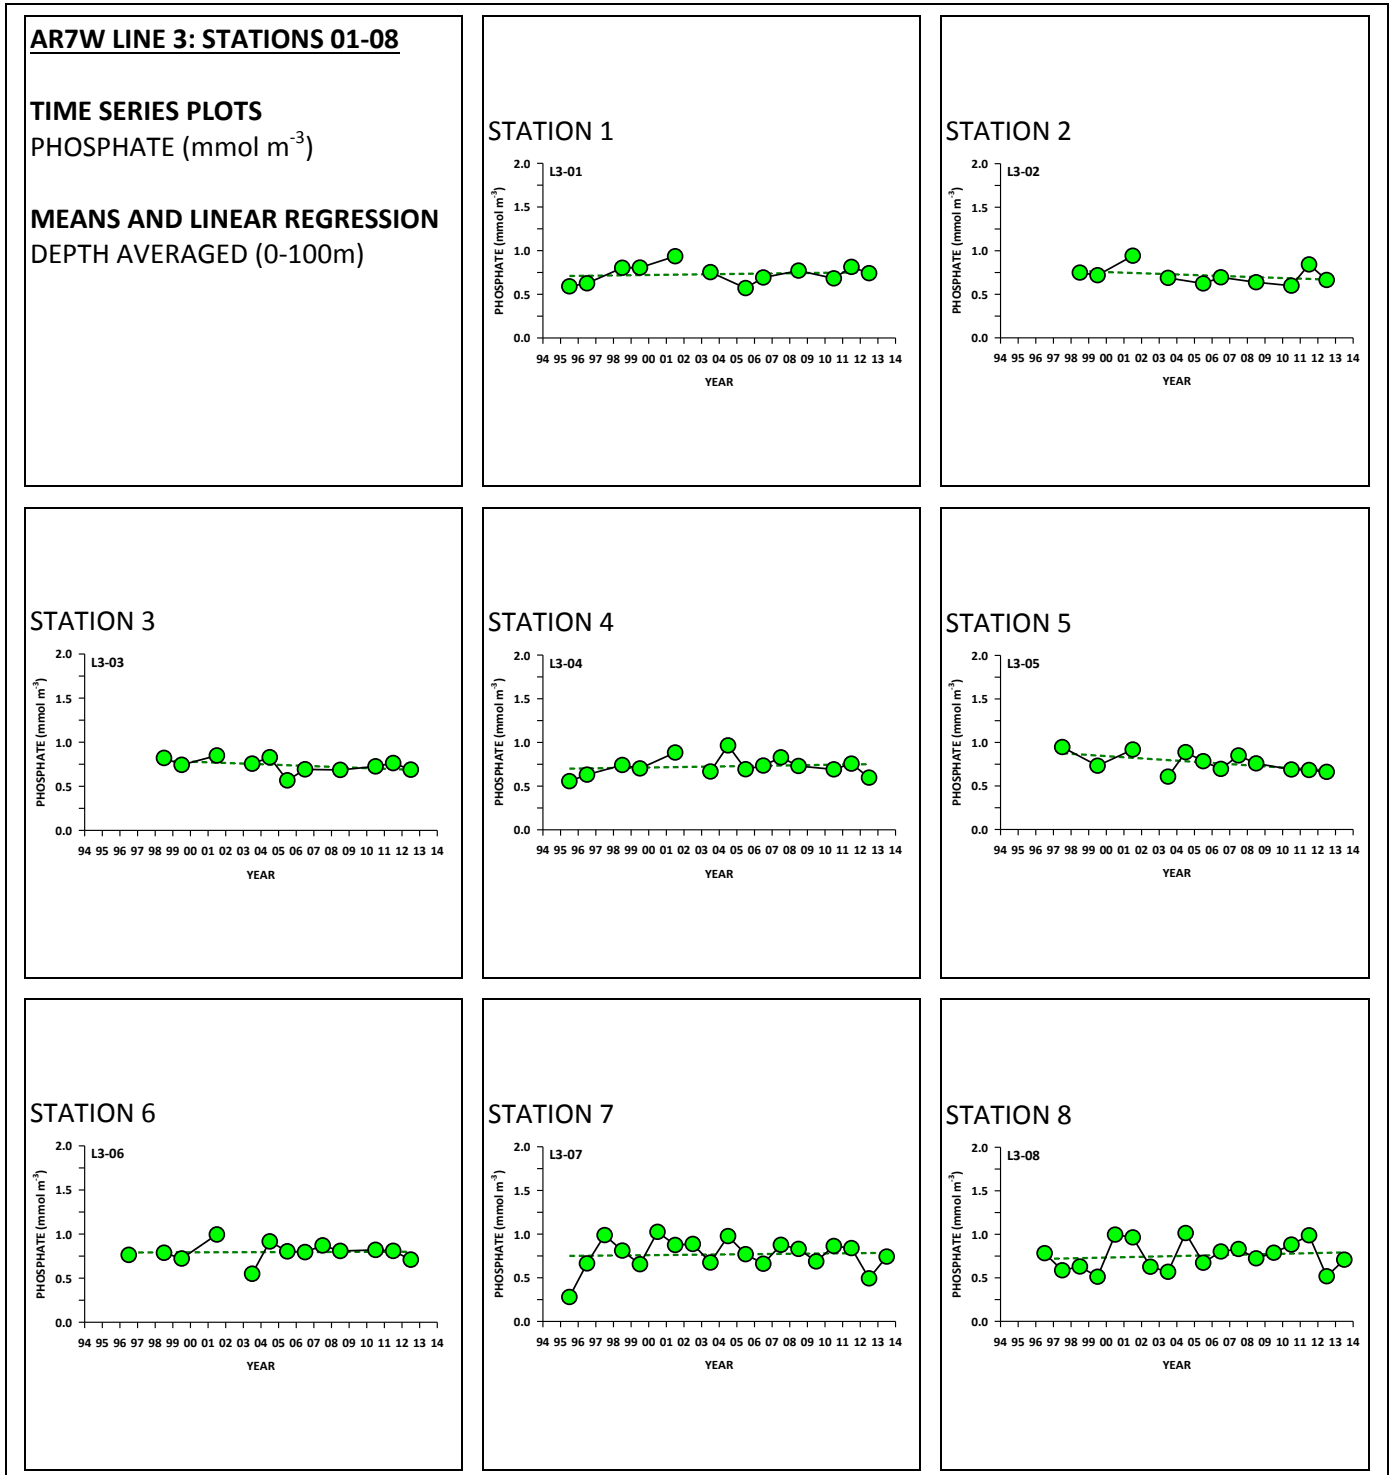 AR7W LINE 3: STATIONS 01-08
TIME SERIES PLOTS
PHOSPHATE (mmol m⁻³)
MEANS AND LINEAR REGRESSION
DEPTH AVERAGED (0-100m)
STATION 1
L3-01
PHOSPHATE (mmol m⁻³)
2.0
1.5
1.0
0.5
0.0
94 95 96 97 98 99 00 01 02 03 04 05 06 07 08 09 10 11 12 13 14
YEAR
STATION 2
L3-02
PHOSPHATE (mmol m⁻³)
2.0
1.5
1.0
0.5
0.0
94 95 96 97 98 99 00 01 02 03 04 05 06 07 08 09 10 11 12 13 14
YEAR
STATION 3
L3-03
PHOSPHATE (mmol m⁻³)
2.0
1.5
1.0
0.5
0.0
94 95 96 97 98 99 00 01 02 03 04 05 06 07 08 09 10 11 12 13 14
YEAR
STATION 4
L3-04
PHOSPHATE (mmol m⁻³)
2.0
1.5
1.0
0.5
0.0
94 95 96 97 98 99 00 01 02 03 04 05 06 07 08 09 10 11 12 13 14
YEAR
STATION 5
L3-05
PHOSPHATE (mmol m⁻³)
2.0
1.5
1.0
0.5
0.0
94 95 96 97 98 99 00 01 02 03 04 05 06 07 08 09 10 11 12 13 14
YEAR
STATION 6
L3-06
PHOSPHATE (mmol m⁻³)
2.0
1.5
1.0
0.5
0.0
94 95 96 97 98 99 00 01 02 03 04 05 06 07 08 09 10 11 12 13 14
YEAR
STATION 7
L3-07
PHOSPHATE (mmol m⁻³)
2.0
1.5
1.0
0.5
0.0
94 95 96 97 98 99 00 01 02 03 04 05 06 07 08 09 10 11 12 13 14
YEAR
STATION 8
L3-08
PHOSPHATE (mmol m⁻³)
2.0
1.5
1.0
0.5
0.0
94 95 96 97 98 99 00 01 02 03 04 05 06 07 08 09 10 11 12 13 14
YEAR